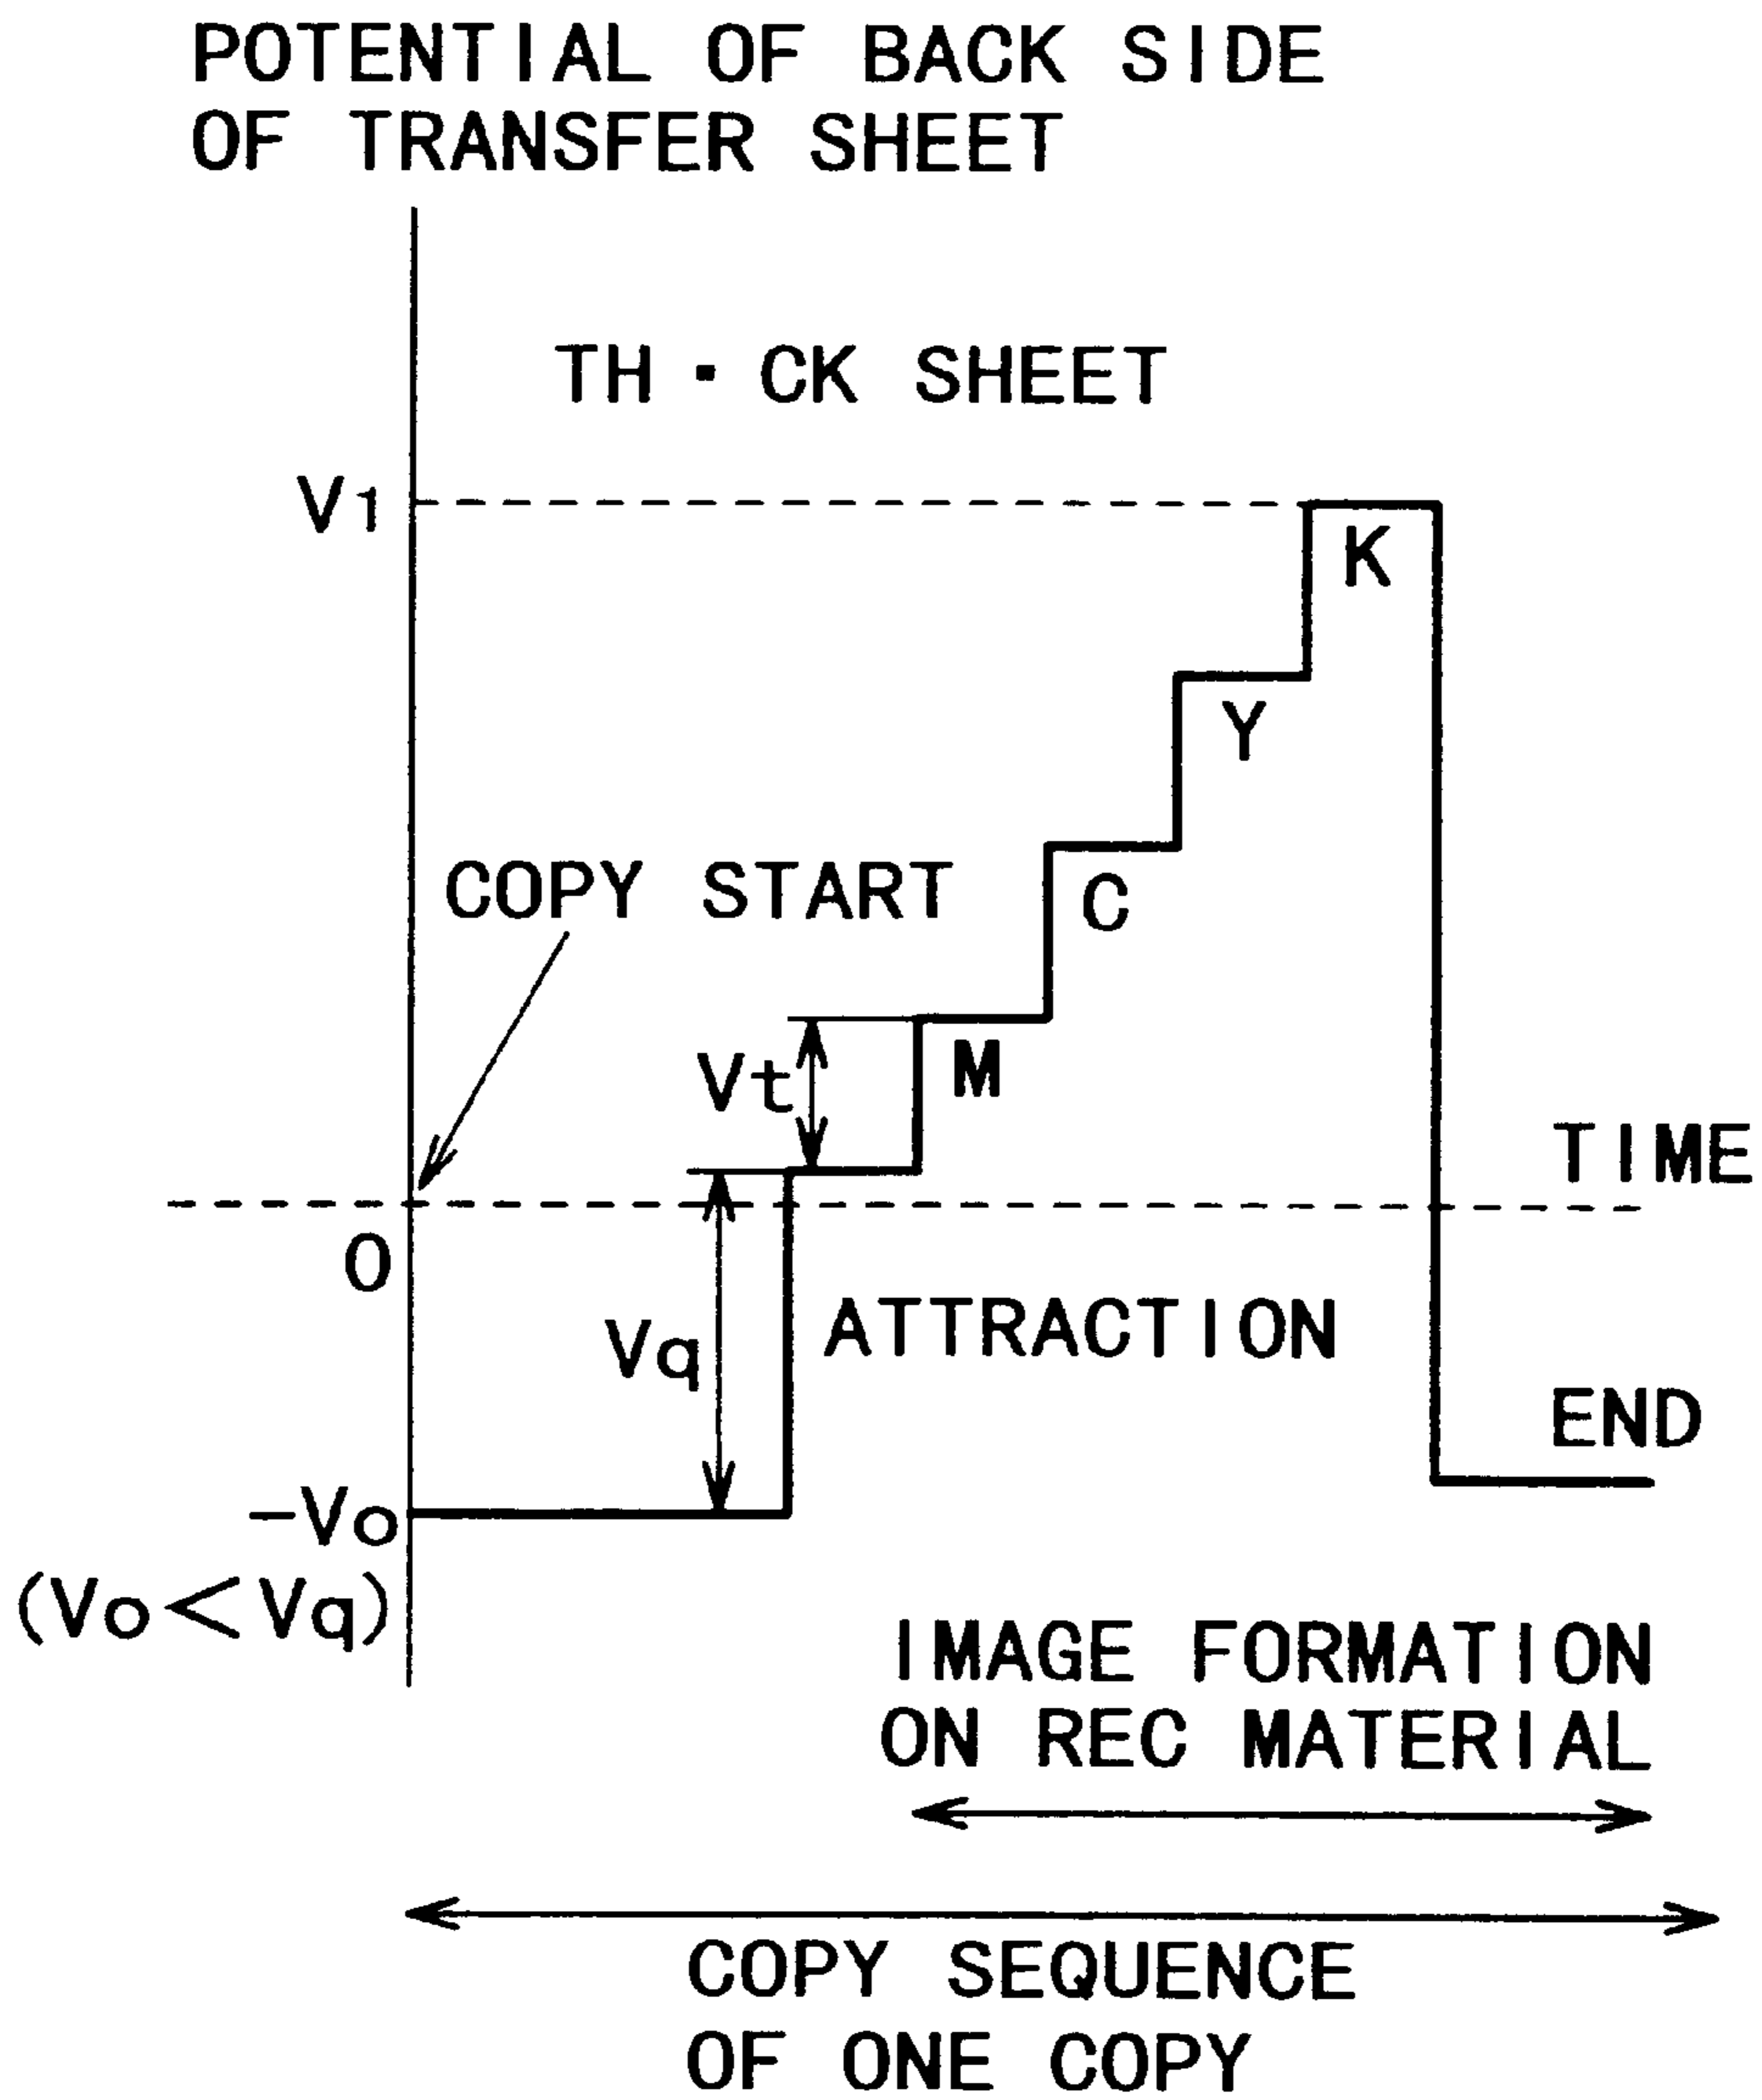 POTENTIAL OF BACK SIDE
OF TRANSFER SHEET
TH▪CK SHEET
V1
K
Y
COPY START
C
Vt
M
TIME
0
Vq
ATTRACTION
END
-Vo
(Vo<Vq)
IMAGE FORMATION
ON REC MATERIAL
COPY SEQUENCE
OF ONE COPY